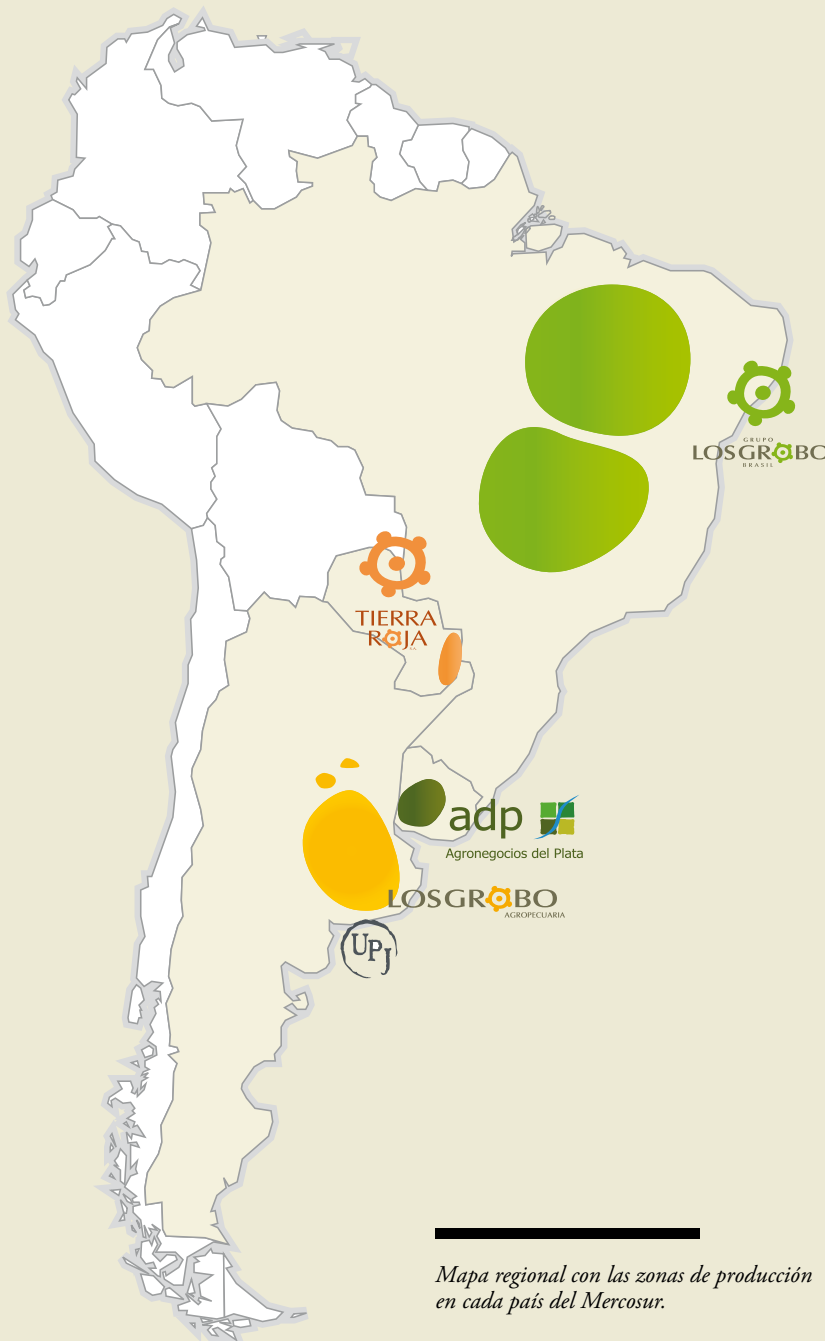 GRUPO
LOSGROBO
BRASIL
TIERRA
ROJA
adp
Agronegocios del Plata
LOSGROBO
AGROPECUARIA
UPJ
Mapa regional con las zonas de producción
en cada país del Mercosur.